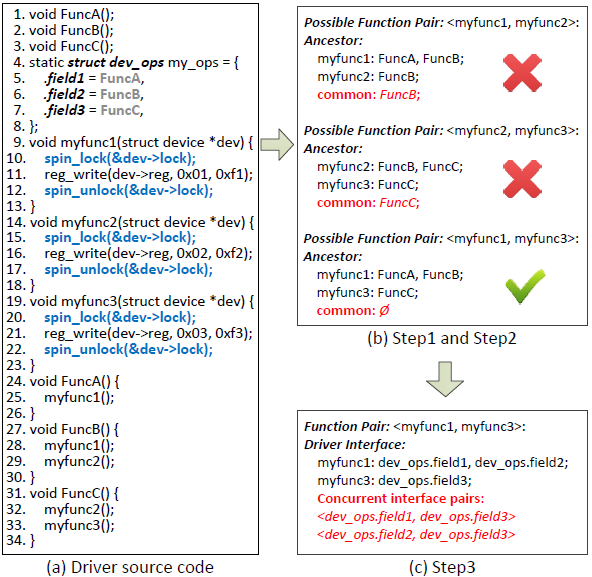 1. void FuncA();
2. void FuncB();
3. void FuncC();
4. static struct dev_ops my_ops = {
5. .field1 = FuncA,
6. .field2 = FuncB,
7. .field3 = FuncC,
8. };
9. void myfunc1(struct device *dev) {
10. spin_lock(&dev->lock);
11. reg_write(dev->reg, 0x01, 0xf1);
12. spin_unlock(&dev->lock);
13. }
14. void myfunc2(struct device *dev) {
15. spin_lock(&dev->lock);
16. reg_write(dev->reg, 0x02, 0xf2);
17. spin_unlock(&dev->lock);
18. }
19. void myfunc3(struct device *dev) {
20. spin_lock(&dev->lock);
21. reg_write(dev->reg, 0x03, 0xf3);
22. spin_unlock(&dev->lock);
23. }
24. void FuncA() {
25. myfunc1();
26. }
27. void FuncB() {
28. myfunc1();
29. myfunc2();
30. }
31. void FuncC() {
32. myfunc2();
33. myfunc3();
34. }
(a) Driver source code
Possible Function Pair: <myfunc1, myfunc2>:
Ancestor:
myfunc1: FuncA, FuncB;
myfunc2: FuncB;
common: FuncB;
Possible Function Pair: <myfunc2, myfunc3>:
Ancestor:
myfunc2: FuncB, FuncC;
myfunc3: FuncC;
common: FuncC;
Possible Function Pair: <myfunc1, myfunc3>:
Ancestor:
myfunc1: FuncA, FuncB;
myfunc3: FuncC;
common: Ø
(b) Step1 and Step2
Function Pair: <myfunc1, myfunc3>:
Driver Interface:
myfunc1: dev_ops.field1, dev_ops.field2;
myfunc3: dev_ops.field3;
Concurrent interface pairs:
<dev_ops.field1, dev_ops.field3>
<dev_ops.field2, dev_ops.field3>
(c) Step3